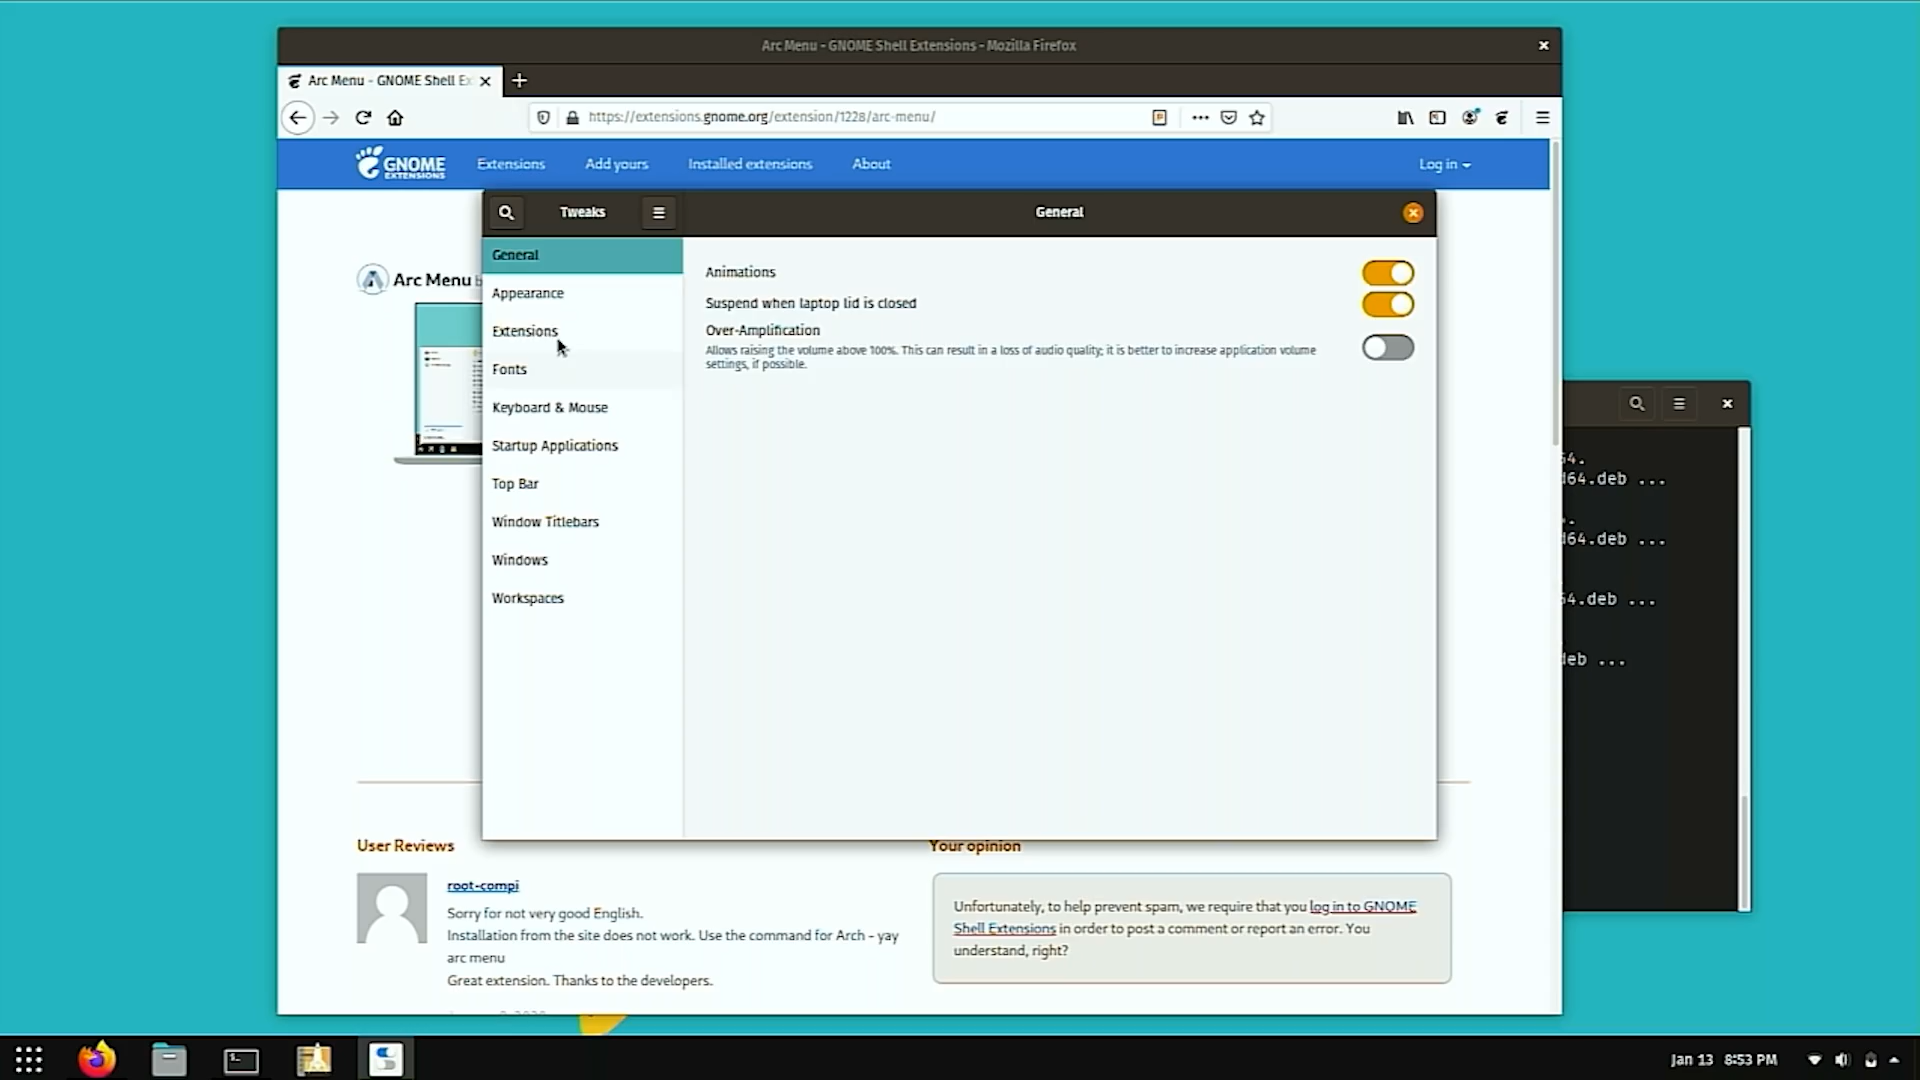 Arc Menu - GNOME Shell Extensions - Mozilla Firefox
Arc Menu - GNOME Shell Ex
https://extensions.gnome.org/extension/1228/arc-menu/
GNOME
EXTENSIONS
Extensions
Add yours
Installed extensions
About
Log in
Tweaks
General
General
Appearance
Extensions
Fonts
Keyboard & Mouse
Startup Applications
Top Bar
Window Titlebars
Windows
Workspaces
Animations
Suspend when laptop lid is closed
Over-Amplification
Allows raising the volume above 100%. This can result in a loss of audio quality; it is better to increase application volume
settings, if possible.
Arc Menu
64.
d64.deb ...
d64.deb ...
64.deb ...
deb ...
User Reviews
root-compi
Sorry for not very good English.
Installation from the site does not work. Use the command for Arch - yay
arc menu
Great extension. Thanks to the developers.
Your opinion
Unfortunately, to help prevent spam, we require that you log in to GNOME
Shell Extensions in order to post a comment or report an error. You
understand, right?
Jan 13 8:53 PM